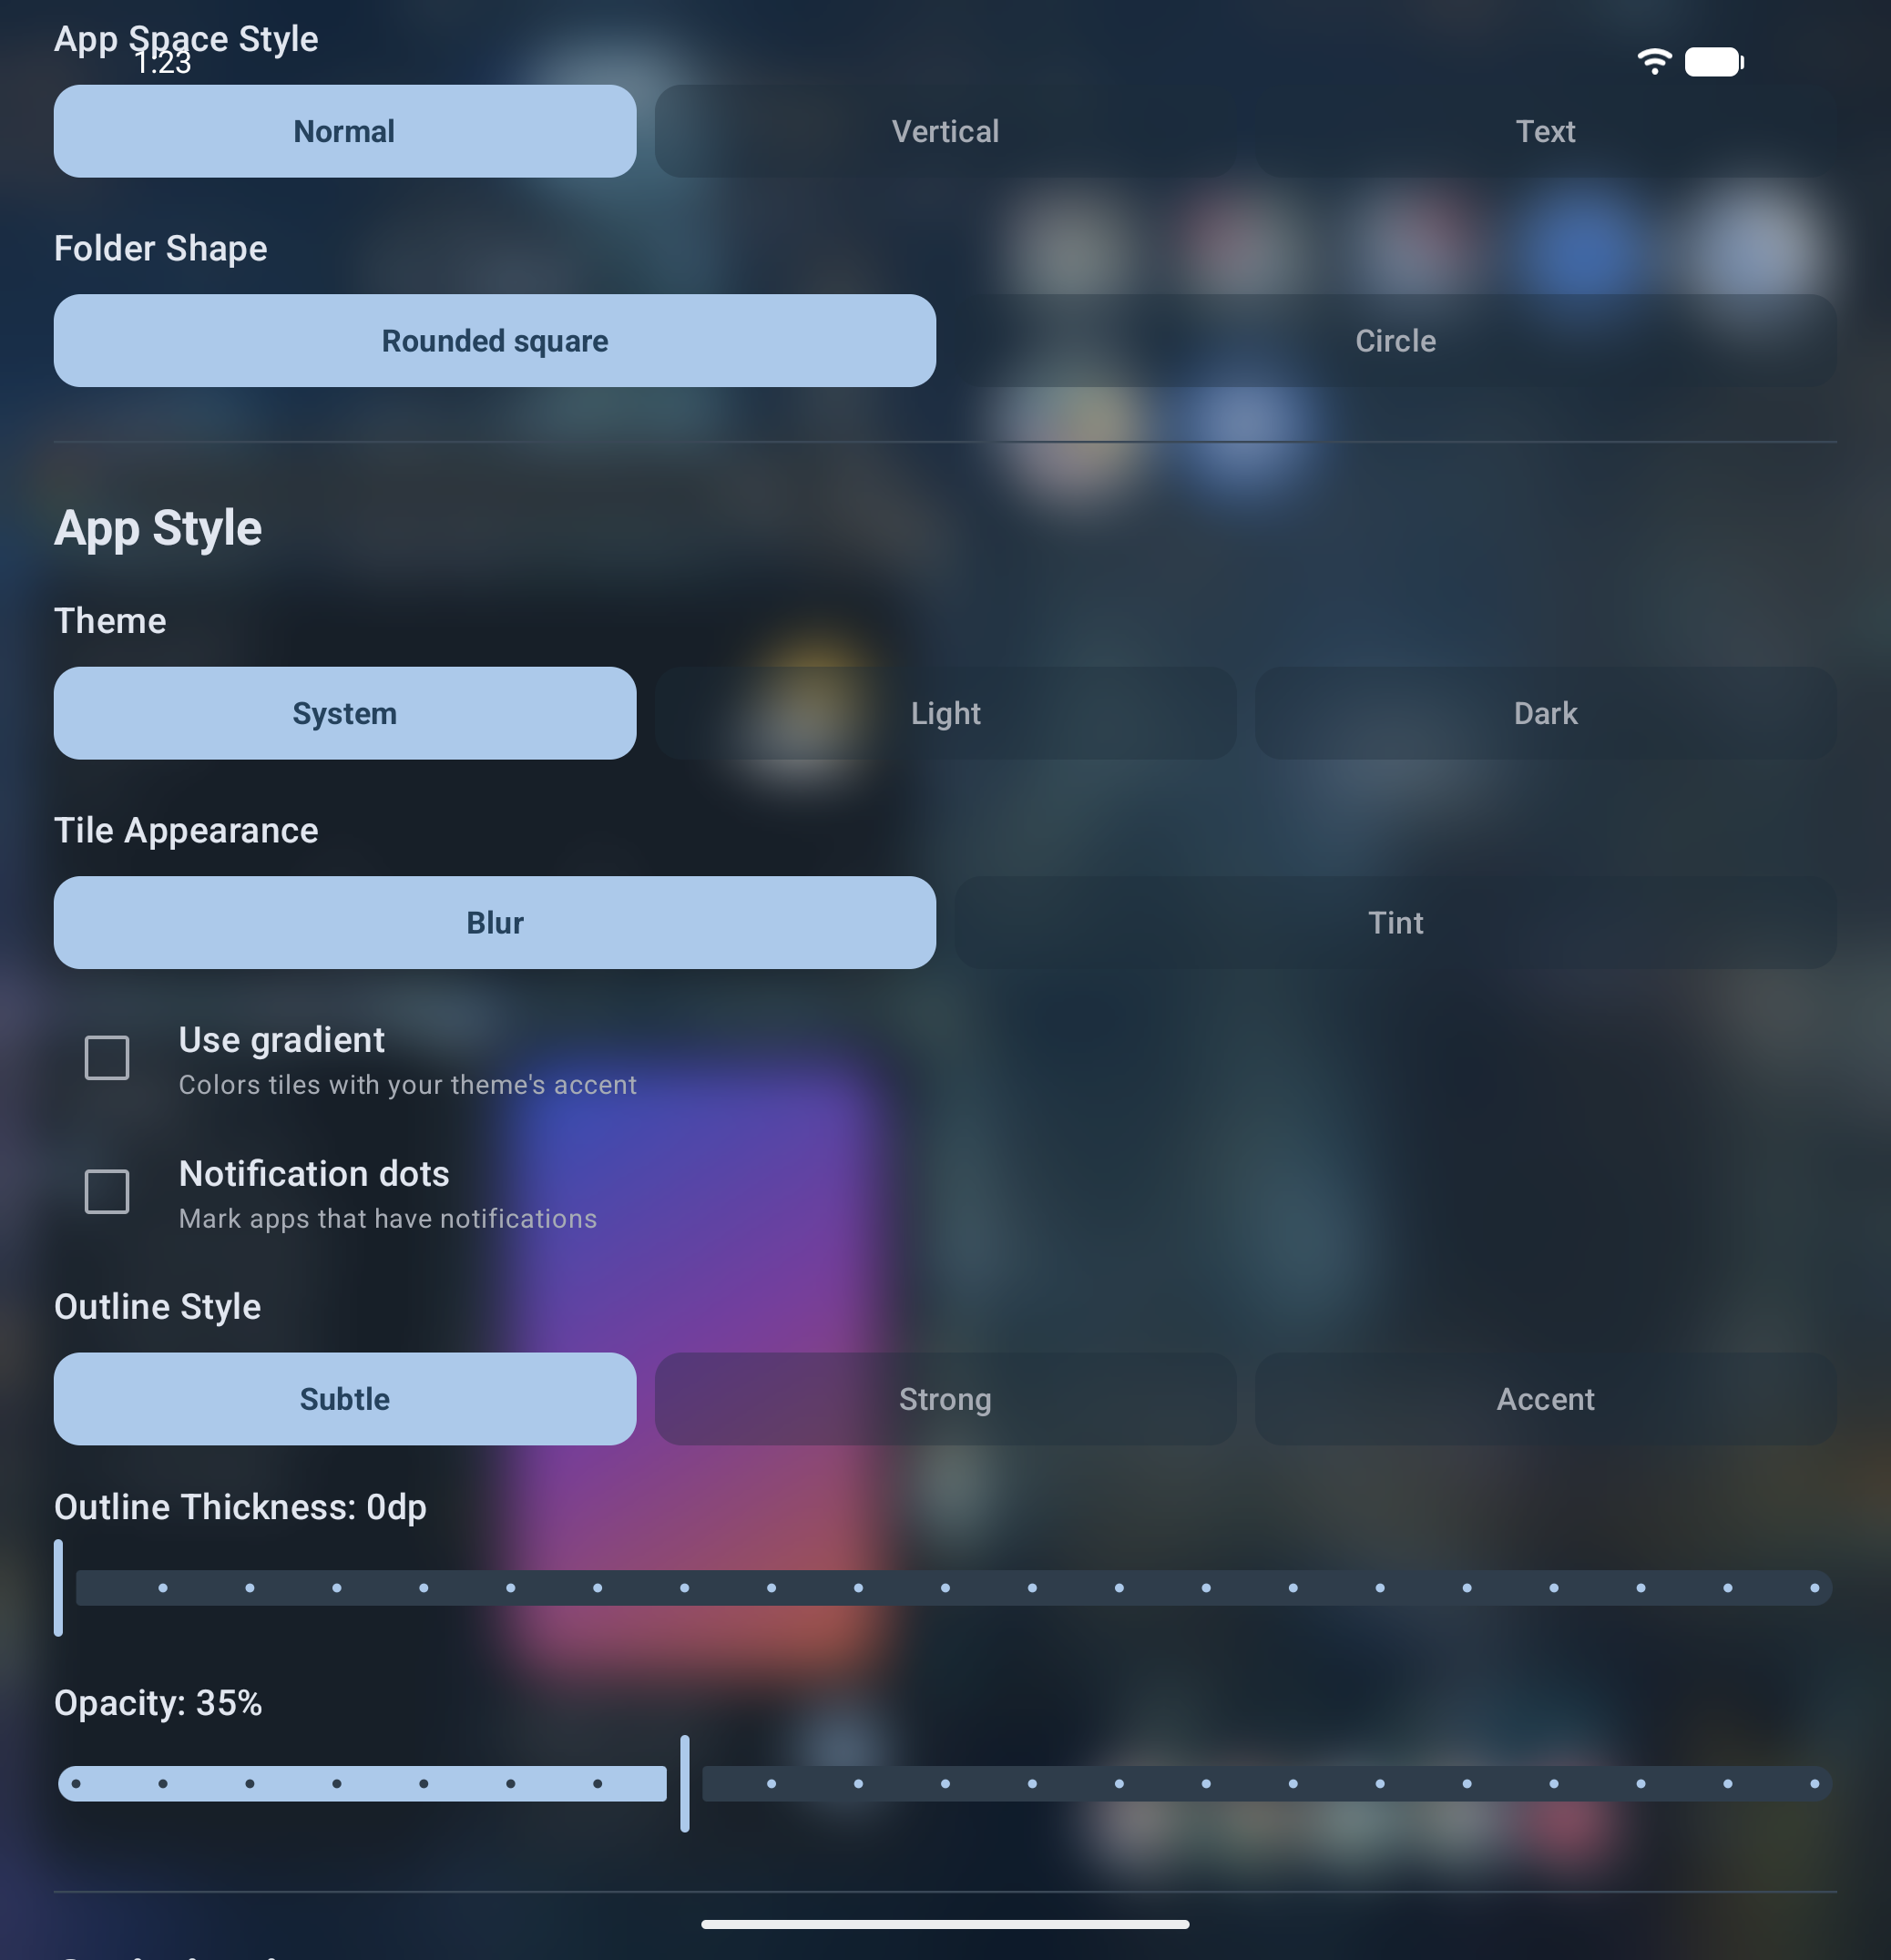 App Space Style
1:23
Normal
Vertical
Text
Folder Shape
Rounded square
Circle
App Style
Theme
System
Light
Dark
Tile Appearance
Blur
Tint
Use gradient
Colors tiles with your theme's accent
Notification dots
Mark apps that have notifications
Outline Style
Subtle
Strong
Accent
Outline Thickness: 0dp
Opacity: 35%